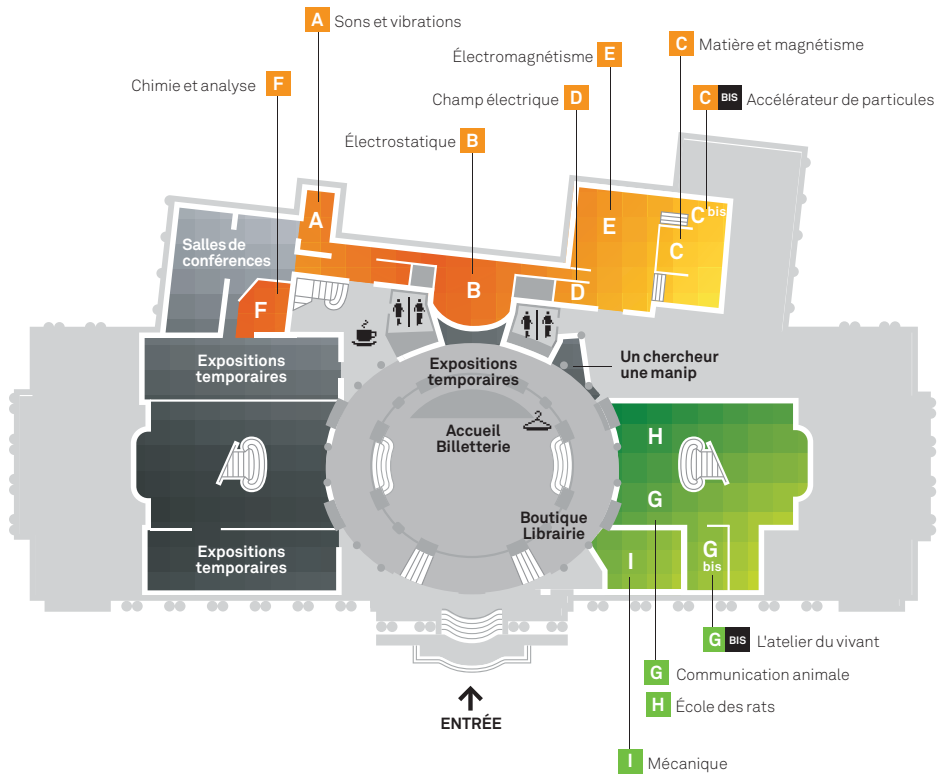 A Sons et vibrations
C Matière et magnétisme
Électromagnétisme E
Chimie et analyse F
Champ électrique D
C BIS Accélérateur de particules
Électrostatique B
A
C bis
E
Salles de
conférences
C
B
D
F
Expositions
temporaires
Expositions
temporaires
Un chercheur
une manip
Accueil
Billetterie
H
G
Boutique
Librairie
Expositions
temporaires
I
G
bis
G BIS L'atelier du vivant
G Communication animale
H École des rats
ENTRÉE
I Mécanique